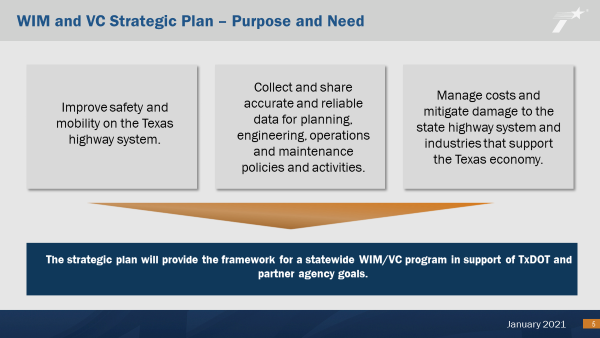 WIM and VC Strategic Plan – Purpose and Need
Improve safety and
mobility on the Texas
highway system.
Collect and share
accurate and reliable
data for planning,
engineering, operations
and maintenance
policies and activities.
Manage costs and
mitigate damage to the
state highway system and
industries that support
the Texas economy.
The strategic plan will provide the framework for a statewide WIM/VC program in support of TxDOT and
partner agency goals.
January 2021
5